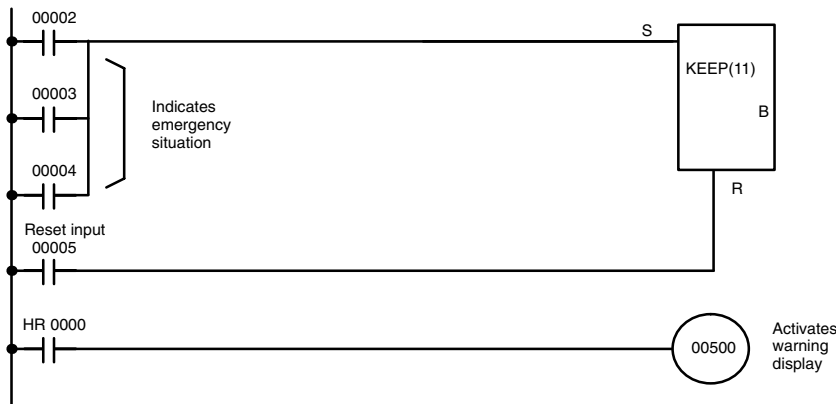 00002
S
KEEP(11)
B
00003
Indicates
emergency
situation
00004
R
Reset input
00005
HR 0000
00500
Activates
warning
display